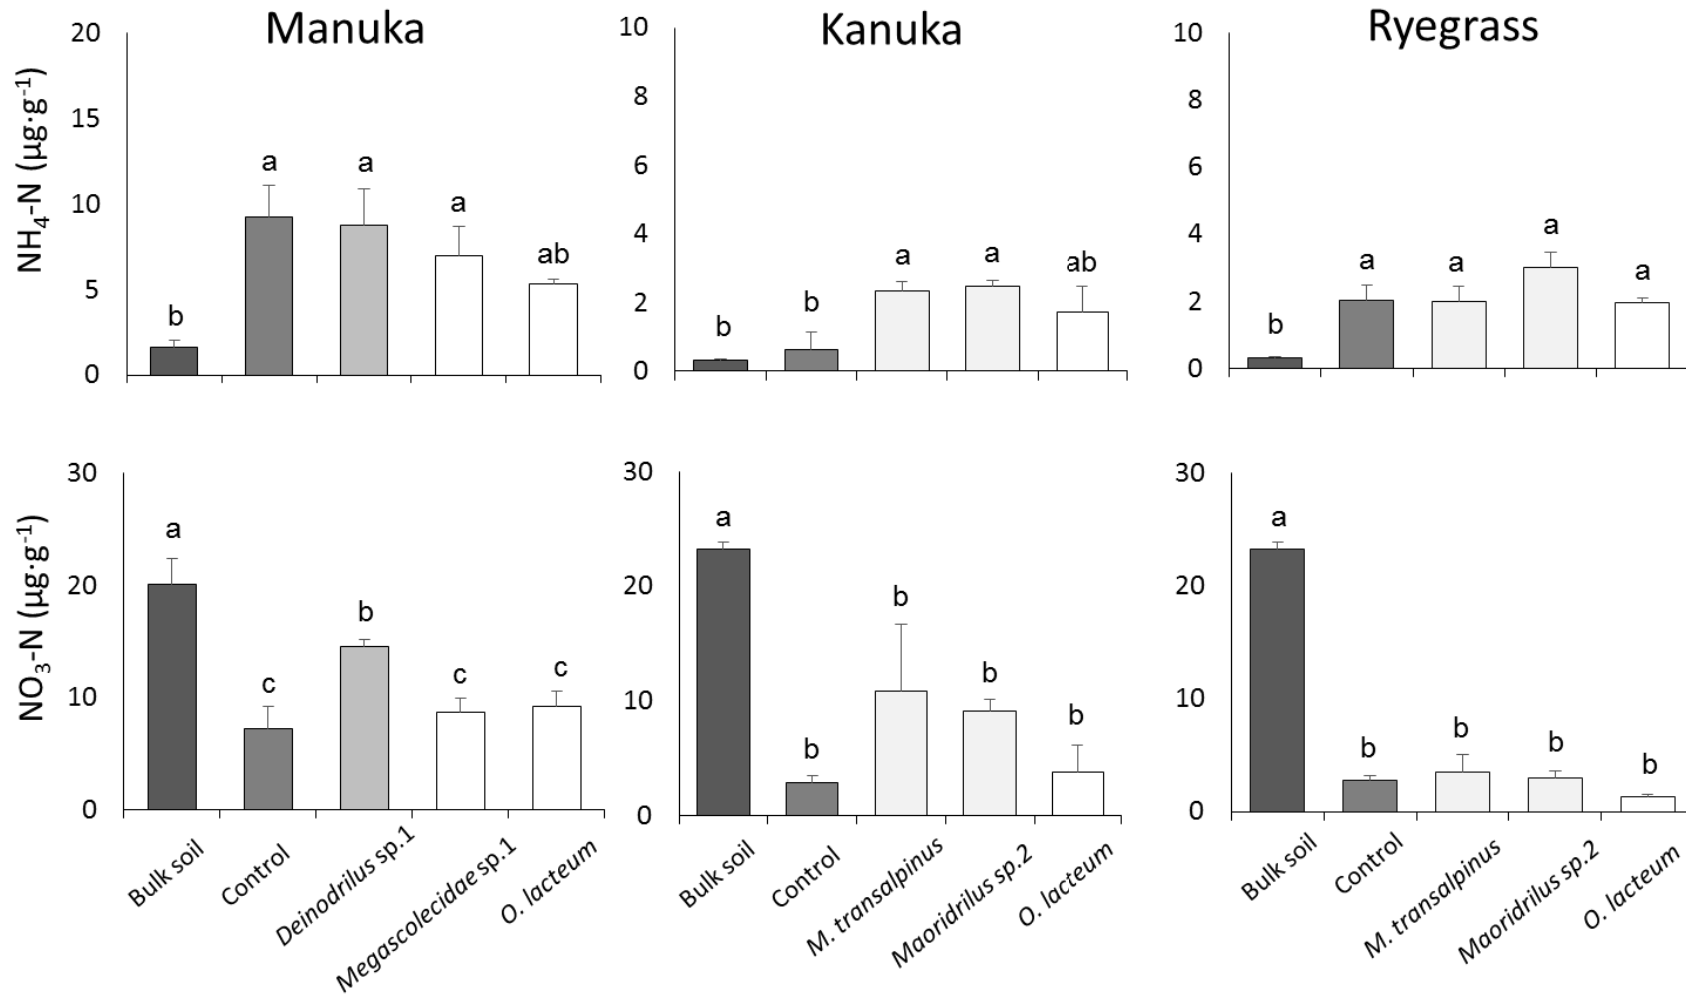 Manuka
Kanuka
Ryegrass
NH4-N (µg·g-1)
20
15
10
5
0
b
a
a
a
ab
10
8
6
4
2
0
b
b
a
a
ab
10
8
6
4
2
0
b
a
a
a
a
NO3-N (µg·g-1)
30
20
10
0
a
c
b
c
c
30
20
10
0
a
b
b
b
b
30
20
10
0
a
b
b
b
b
Bulk soil
Control
Deinodrilus sp.1
Megascolecidae sp.1
O. lacteum
Bulk soil
Control
M. transalpinus
Maoridrilus sp.2
O. lacteum
Bulk soil
Control
M. transalpinus
Maoridrilus sp.2
O. lacteum